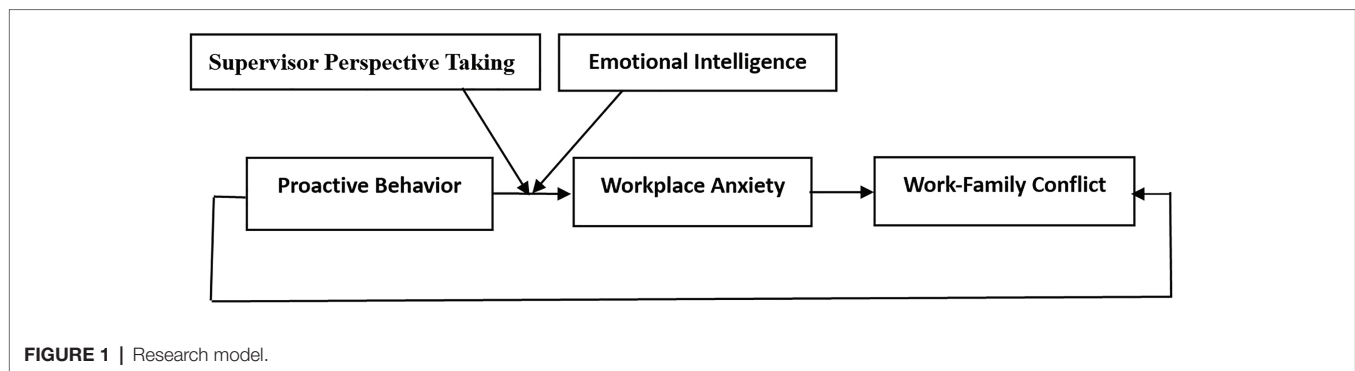 Supervisor Perspective Taking
Emotional Intelligence
Proactive Behavior
Workplace Anxiety
Work-Family Conflict
FIGURE 1 | Research model.